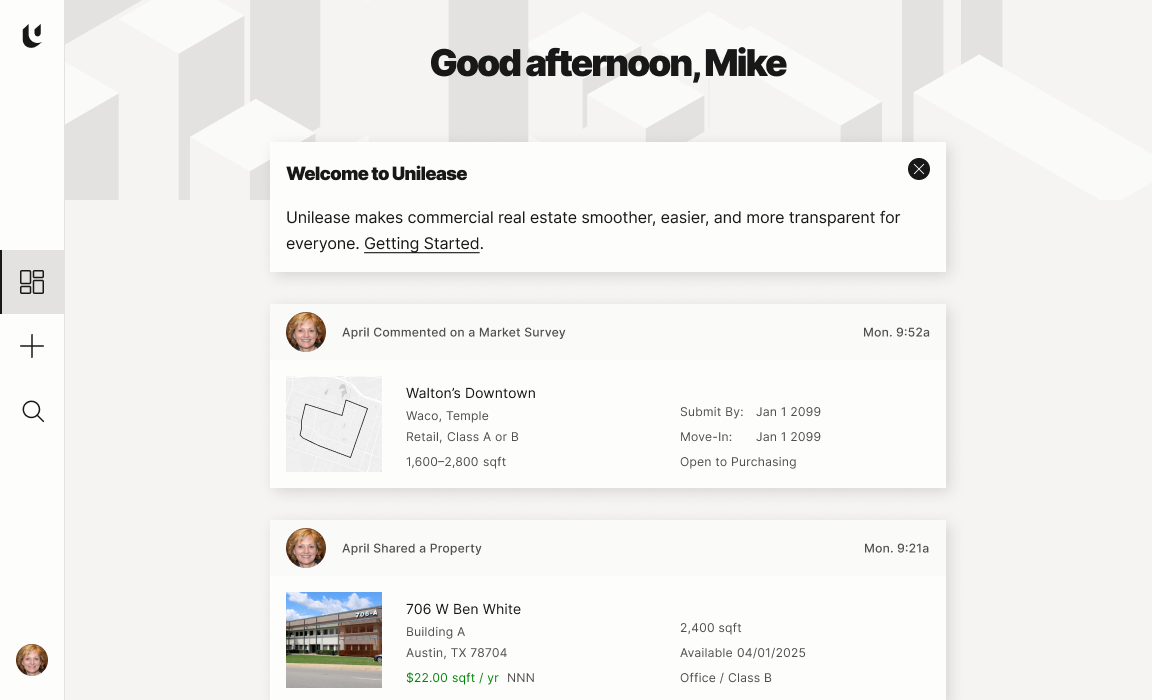 Good afternoon, Mike
Welcome to Unilease
Unilease makes commercial real estate smoother, easier, and more transparent for
everyone. Getting Started.
April Commented on a Market Survey
Mon. 9:52a
Walton’s Downtown
Waco, Temple
Retail, Class A or B
1,600–2,800 sqft
Submit By: Jan 1 2099
Move-In: Jan 1 2099
Open to Purchasing
April Shared a Property
Mon. 9:21a
706-A
706 W Ben White
Building A
Austin, TX 78704
$22.00 sqft / yr NNN
2,400 sqft
Available 04/01/2025
Office / Class B